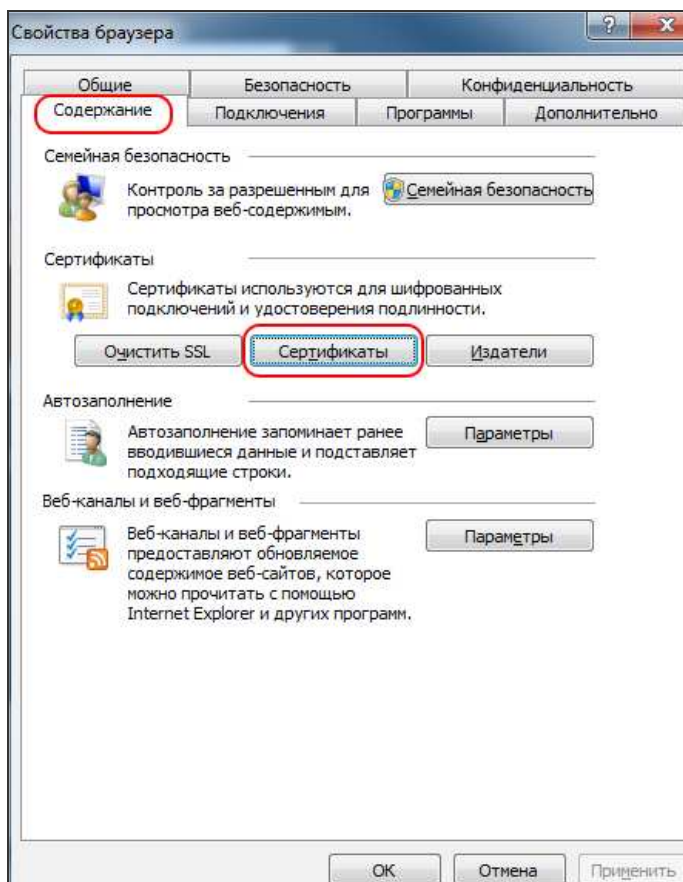 Свойства браузера
Общие Безопасность Конфиденциальность
Содержание Подключения Программы Дополнительно
Семейная безопасность
Контроль за разрешенным для
просмотра веб-содержимым.
Семейная безопасность
Сертификаты
Сертификаты используются для шифрованных
подключений и удостоверения подлинности.
Очистить SSL Сертификаты Издатели
Автозаполнение
Автозаполнение запоминает ранее
вводившиеся данные и подставляет
подходящие строки.
Параметры
Веб-каналы и веб-фрагменты
Веб-каналы и веб-фрагменты
предоставляют обновляемое
содержимое веб-сайтов, которое
можно прочитать с помощью
Internet Explorer и других программ.
Параметры
ОК Отмена Применить